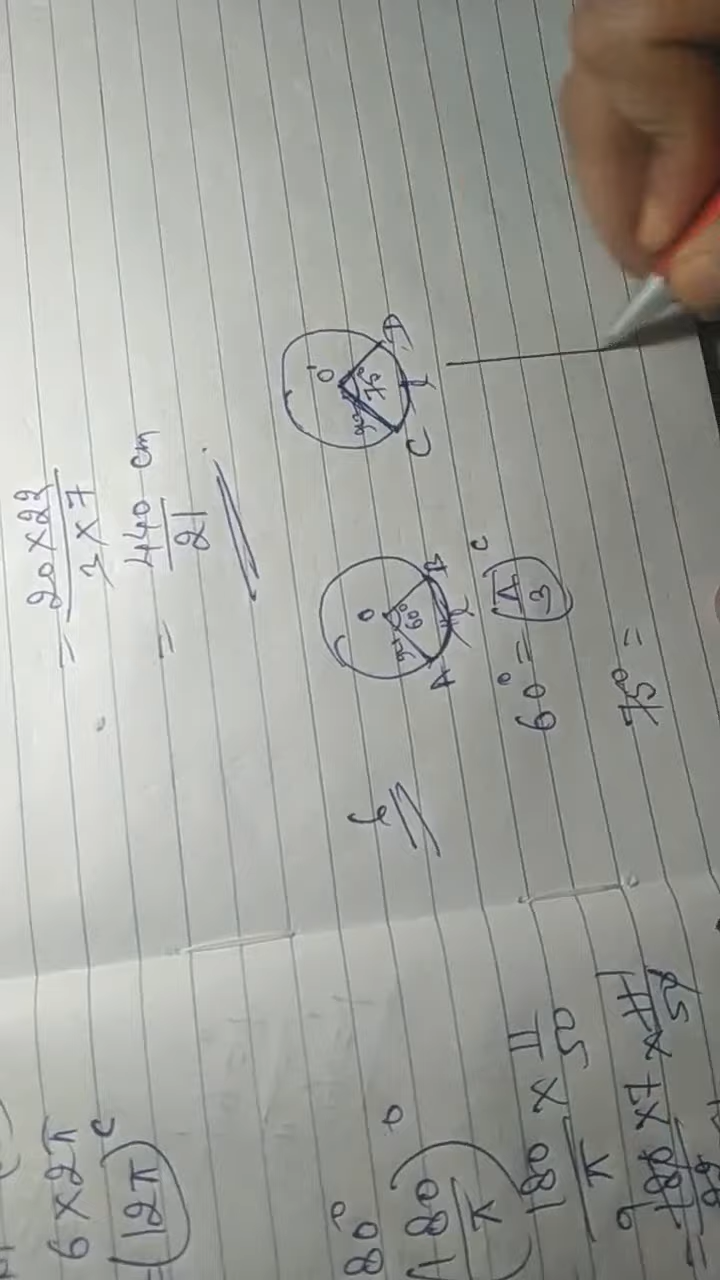 = 20 × 22 / 3 × 7
= 440 / 21 cm
O
60°
A
B
l
O'
75°
C
D
l
60° = (π/3)ᶜ
75° =
6 × 2π
(12π)ᶜ
80°
180 / π
180 / π × 11 / 50